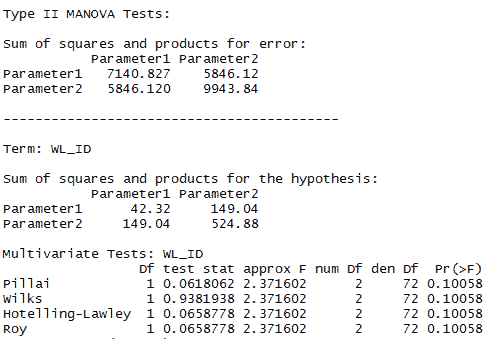 Type II MANOVA Tests:
Sum of squares and products for error:
Parameter1 Parameter2
Parameter1 7140.827 5846.12
Parameter2 5846.120 9943.84
------------------------------------------
Term: WL_ID
Sum of squares and products for the hypothesis:
Parameter1 Parameter2
Parameter1 42.32 149.04
Parameter2 149.04 524.88
Multivariate Tests: WL_ID
Df test stat approx F num Df den Df Pr(>F)
Pillai 1 0.0618062 2.371602 2 72 0.10058
Wilks 1 0.9381938 2.371602 2 72 0.10058
Hotelling-Lawley 1 0.0658778 2.371602 2 72 0.10058
Roy 1 0.0658778 2.371602 2 72 0.10058